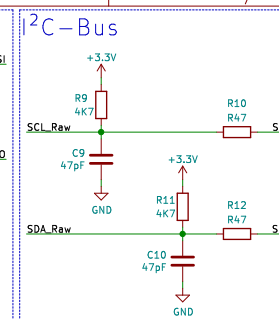 I²C-Bus
+3.3V
R9
4K7
R10
R47
SCL_Raw
C9
47pF
GND
+3.3V
R11
4K7
R12
R47
SDA_Raw
C10
47pF
GND